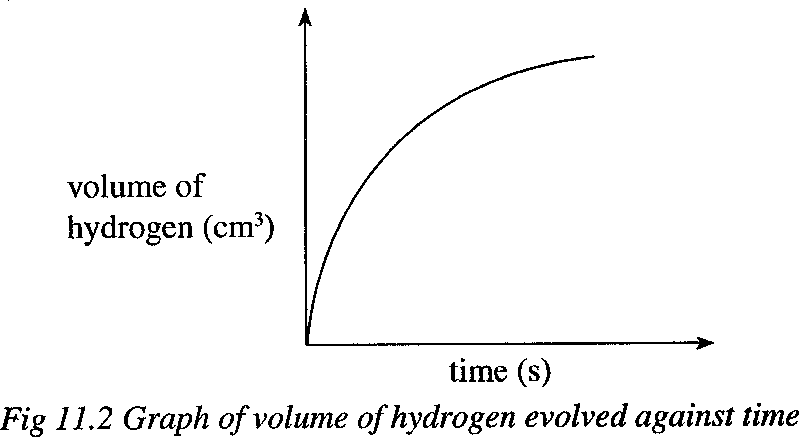 volume of
hydrogen (cm³)
time (s)
Fig 11.2 Graph of volume of hydrogen evolved against time